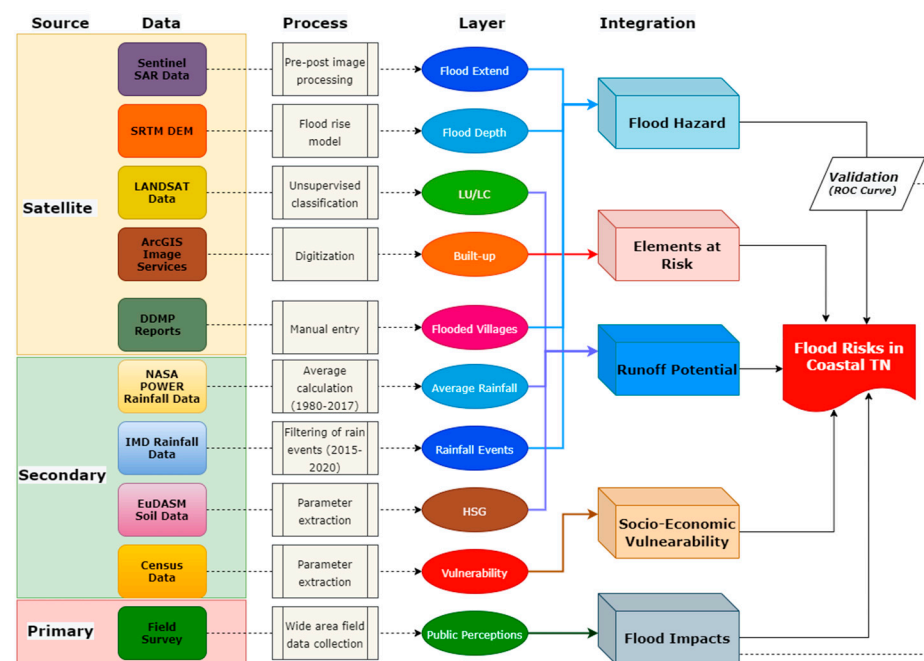 Source
Data
Process
Layer
Integration
Satellite
Sentinel
SAR Data
Pre-post image
processing
Flood Extend
SRTM DEM
Flood rise
model
Flood Depth
LANDSAT
Data
Unsupervised
classification
LU/LC
ArcGIS
Image
Services
Digitization
Built-up
DDMP
Reports
Manual entry
Flooded Villages
Secondary
NASA
POWER
Rainfall Data
Average
calculation
(1980-2017)
Average Rainfall
IMD Rainfall
Data
Filtering of rain
events (2015-
2020)
Rainfall Events
EuDASM
Soil Data
Parameter
extraction
HSG
Census
Data
Parameter
extraction
Vulnerability
Primary
Field
Survey
Wide area field
data collection
Public Perceptions
Flood Hazard
Elements at
Risk
Runoff Potential
Socio-Economic
Vulnearability
Flood Impacts
Validation
(ROC Curve)
Flood Risks in
Coastal TN